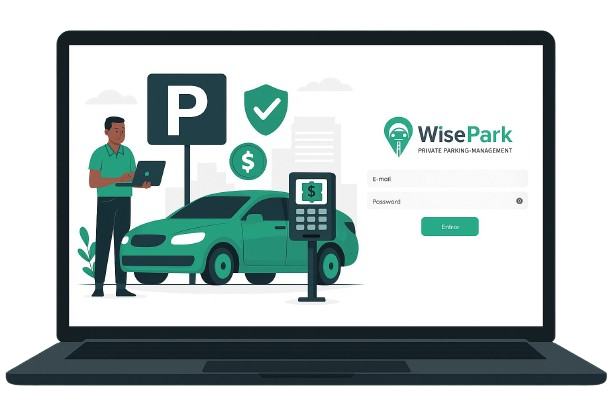 P
$
$
WisePark
PRIVATE PARKING-MANAGEMENT
E-mail
Password
Entrar